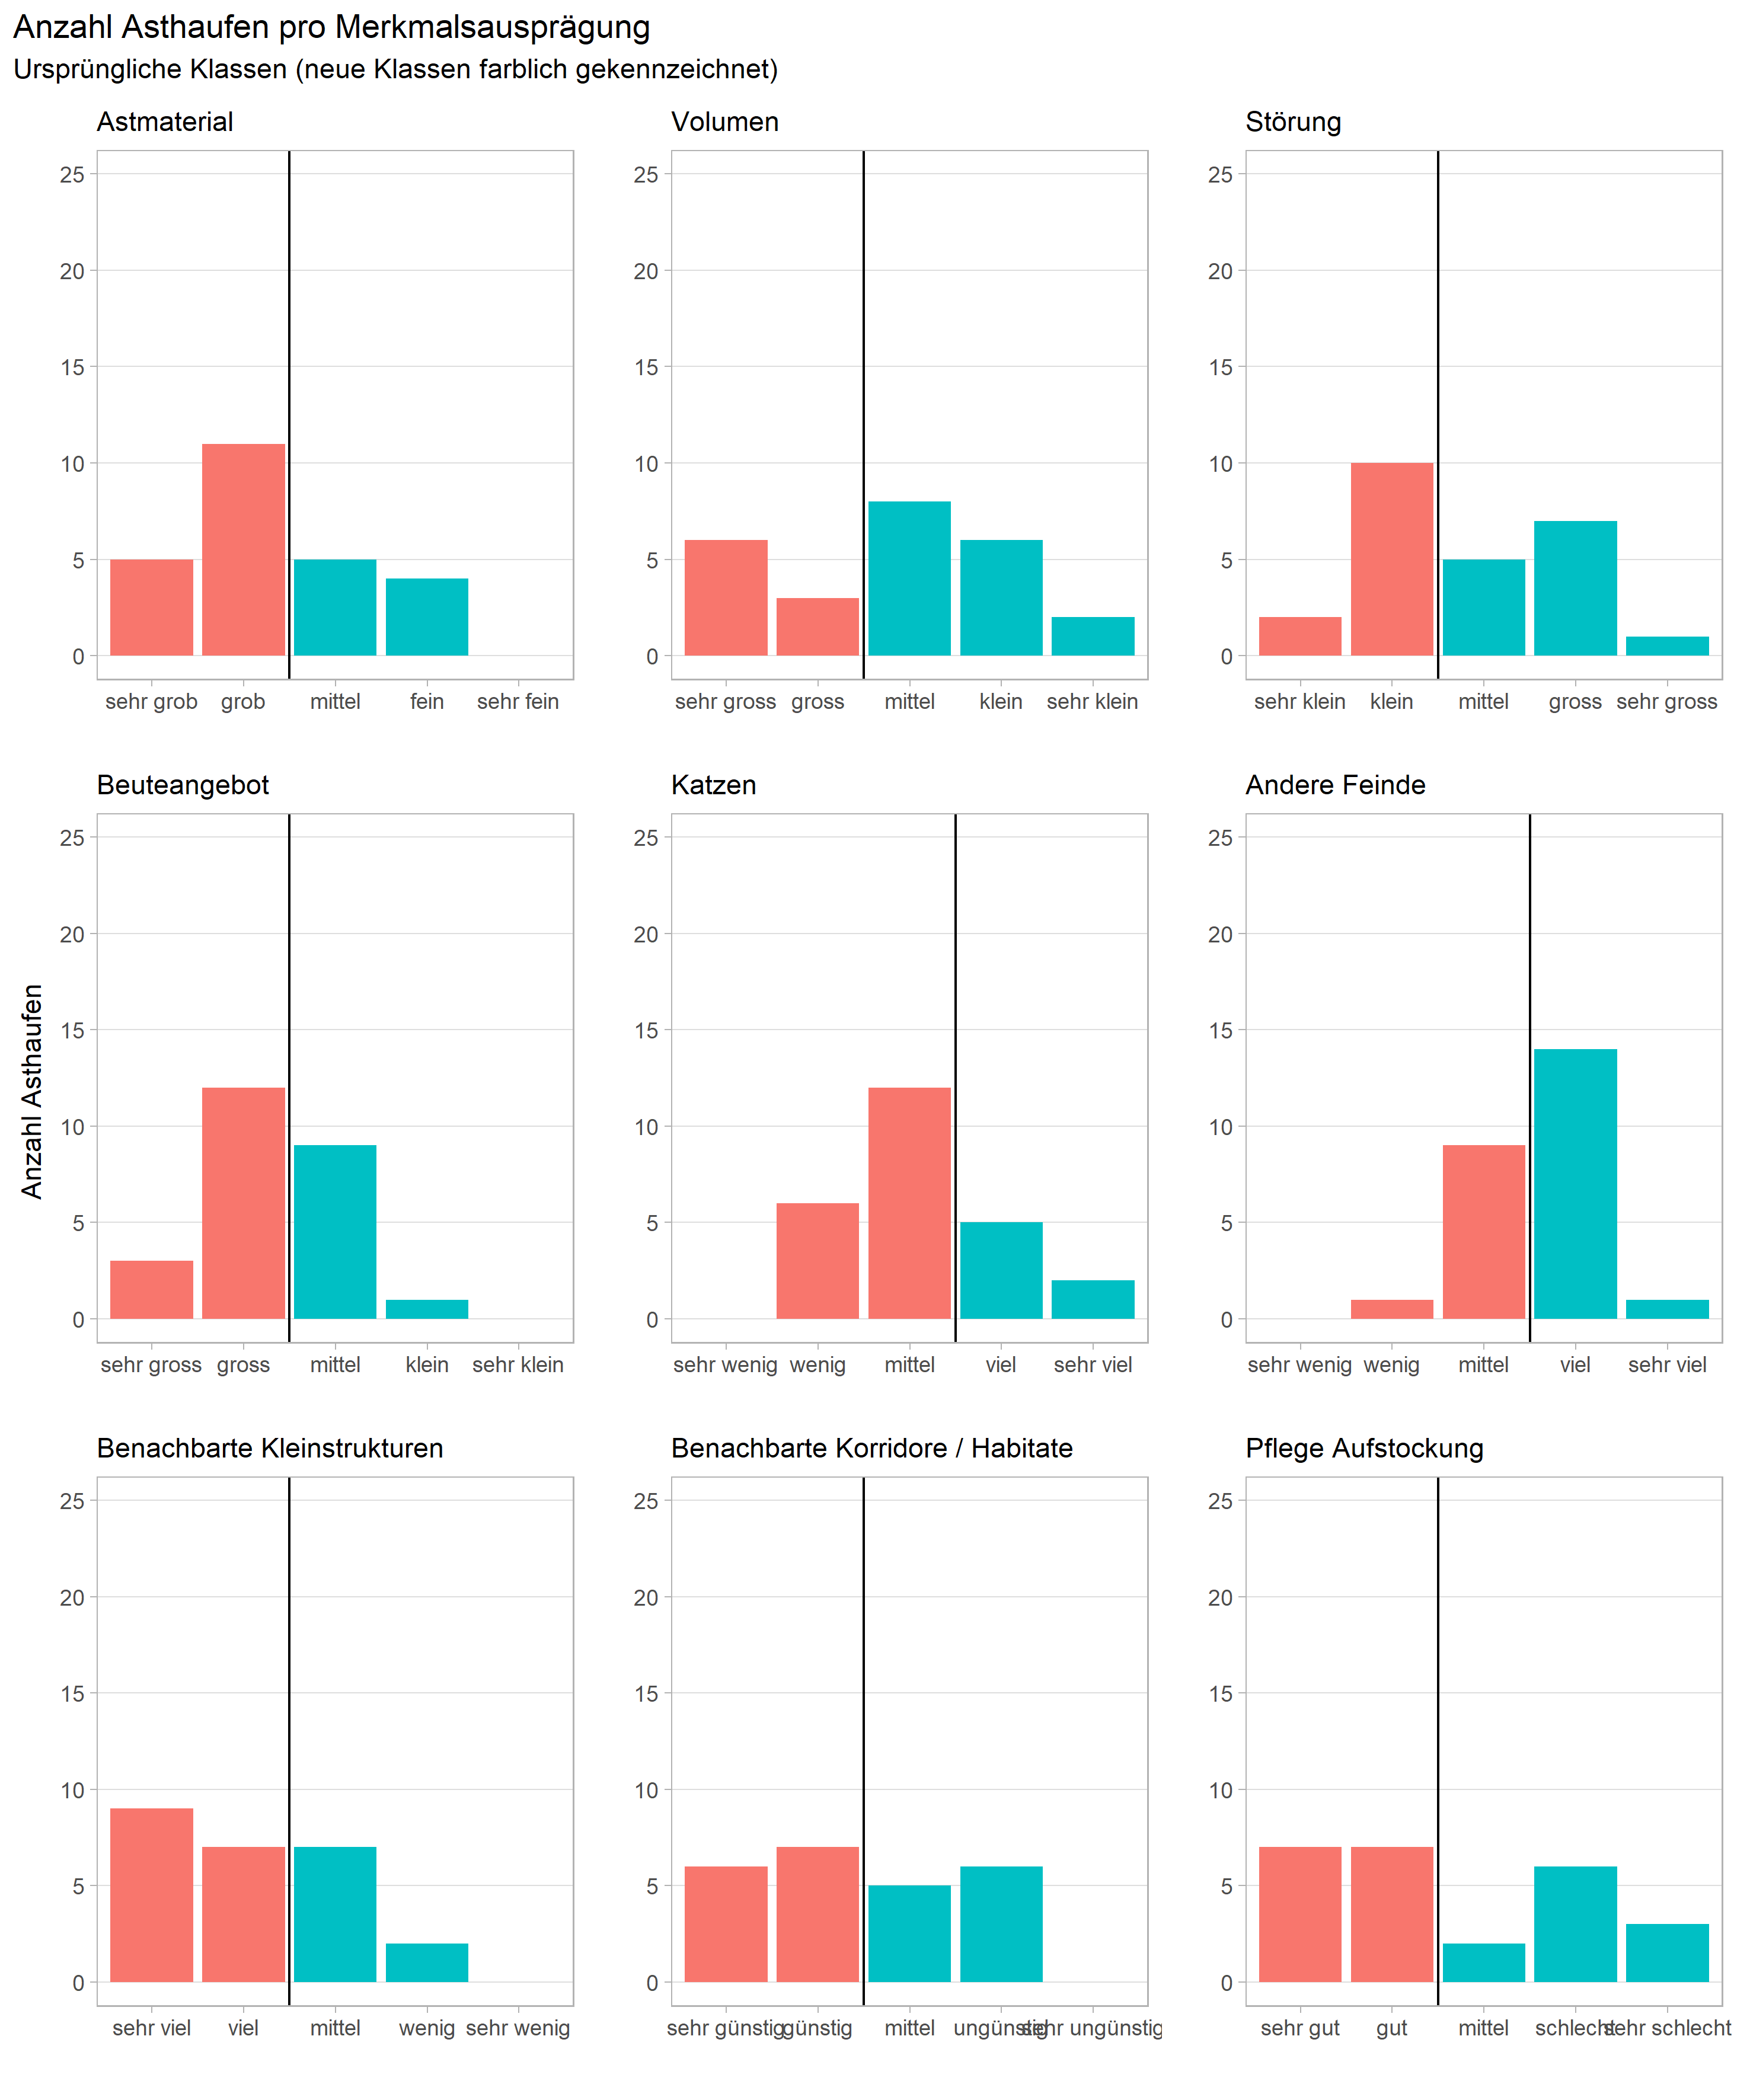 Anzahl Asthaufen pro Merkmalsausprägung
Ursprüngliche Klassen (neue Klassen farblich gekennzeichnet)
Astmaterial
Volumen
Störung
25
20
15
10
5
0
25
20
15
10
5
0
25
20
15
10
5
0
sehr grob grob mittel fein sehr fein
sehr gross gross mittel klein sehr klein
sehr klein klein mittel gross sehr gross
Anzahl Asthaufen
Beuteangebot
Katzen
Andere Feinde
25
20
15
10
5
0
25
20
15
10
5
0
25
20
15
10
5
0
sehr gross gross mittel klein sehr klein
sehr wenig wenig mittel viel sehr viel
sehr wenig wenig mittel viel sehr viel
Benachbarte Kleinstrukturen
Benachbarte Korridore / Habitate
Pflege Aufstockung
25
20
15
10
5
0
25
20
15
10
5
0
25
20
15
10
5
0
sehr viel viel mittel wenig sehr wenig
sehr günstig günstig mittel ungünstig sehr ungünstig
sehr gut gut mittel schlecht sehr schlecht